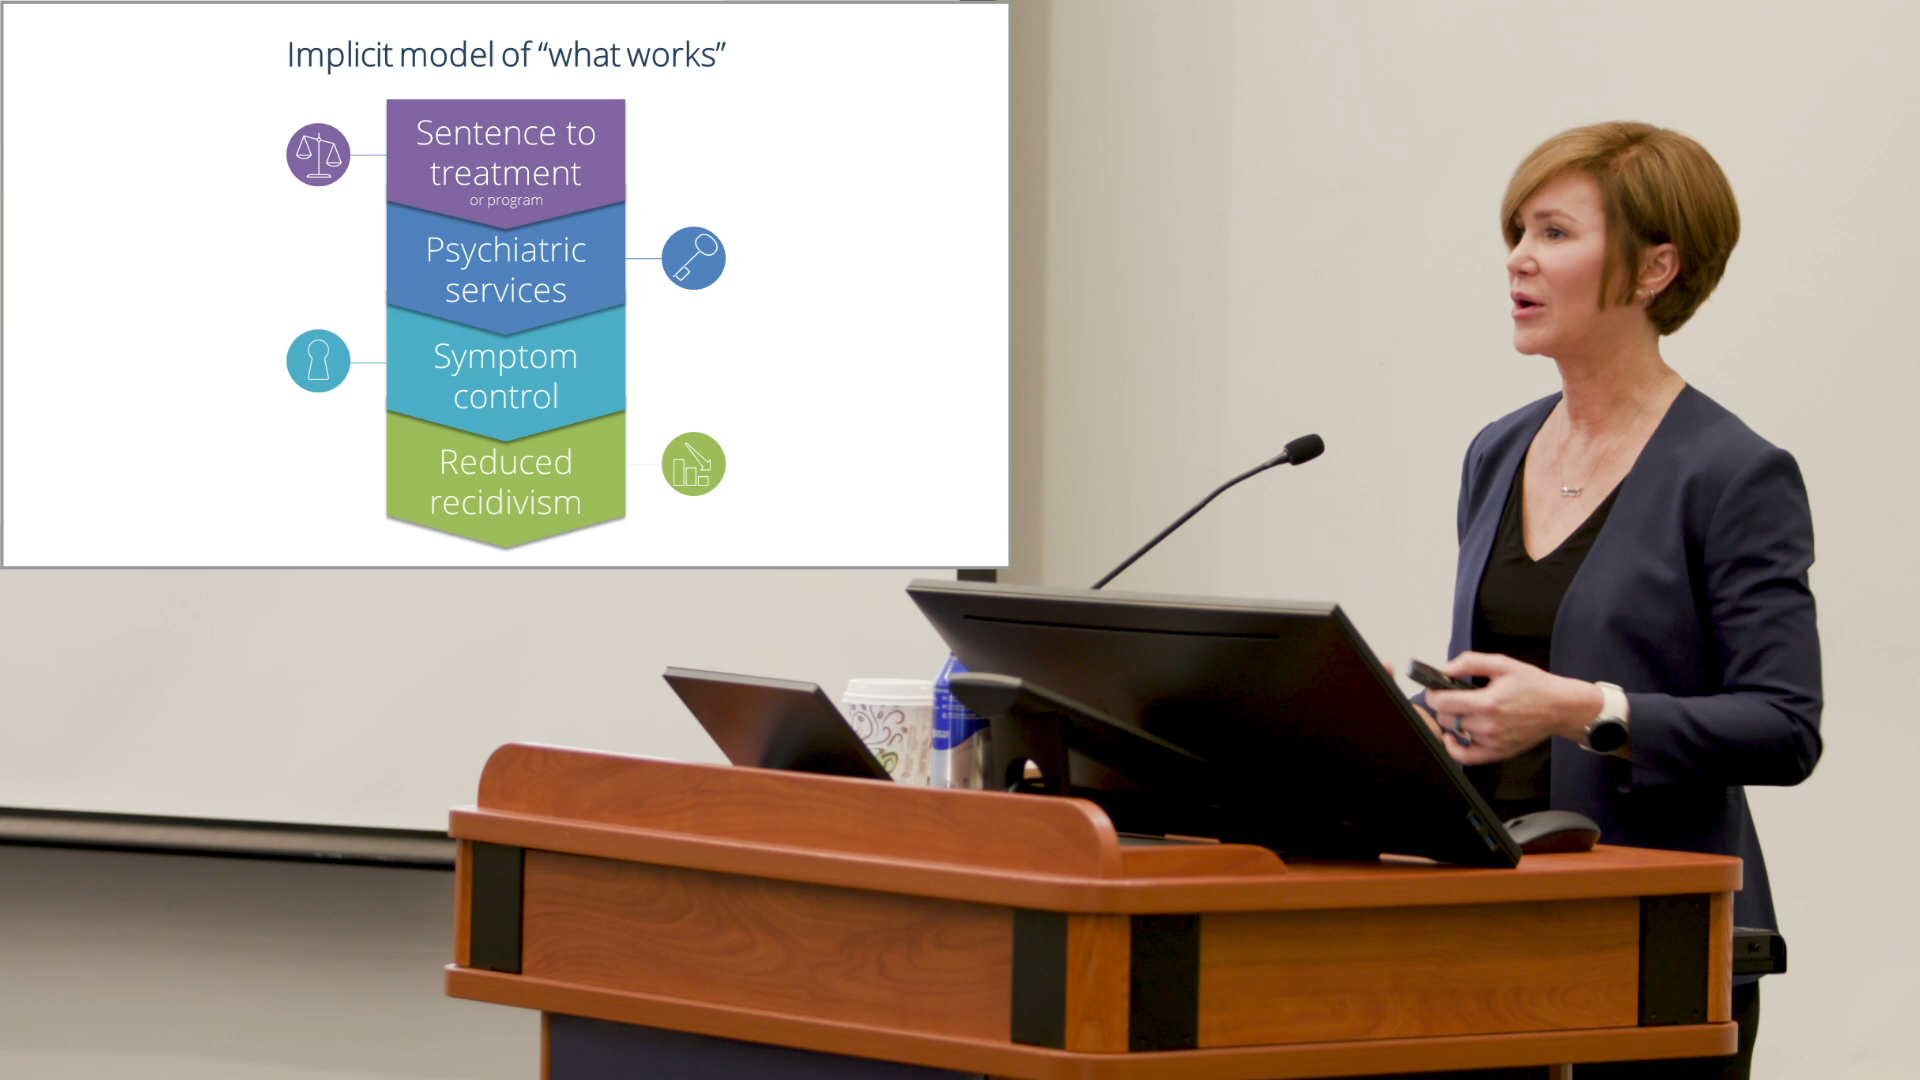 Implicit model of “what works”
Sentence to
treatment
or program
Psychiatric
services
Symptom
control
Reduced
recidivism